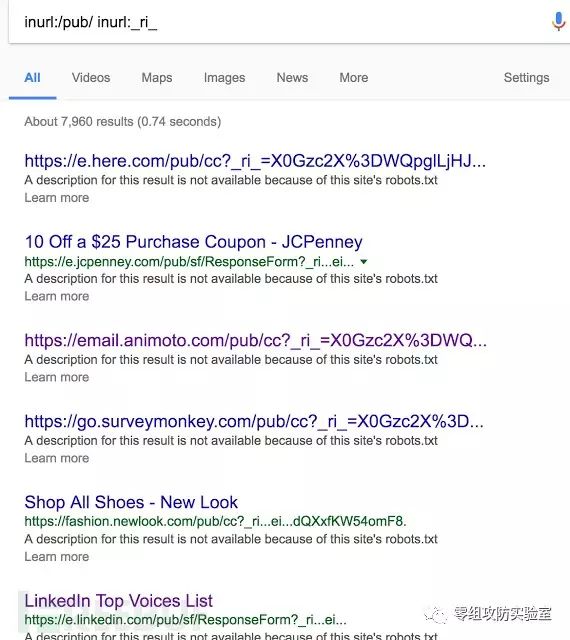 inurl:/pub/ inurl:_ri_
All Videos Maps Images News More Settings
About 7,960 results (0.74 seconds)
https://e.here.com/pub/cc?_ri_=X0Gzc2X%3DWQpglLjHJ...
A description for this result is not available because of this site's robots.txt
Learn more
10 Off a $25 Purchase Coupon - JCPenney
https://e.jcpenney.com/pub/sf/ResponseForm?_ri...ei...
A description for this result is not available because of this site's robots.txt
Learn more
https://email.animoto.com/pub/cc?_ri_=X0Gzc2X%3DWQ...
A description for this result is not available because of this site's robots.txt
Learn more
https://go.surveymonkey.com/pub/cc?_ri_=X0Gzc2X%3D...
A description for this result is not available because of this site's robots.txt
Learn more
Shop All Shoes - New Look
https://fashion.newlook.com/pub/cc?_ri...ei...dQXxfKW54omF8.
A description for this result is not available because of this site's robots.txt
Learn more
LinkedIn Top Voices List
https://e.linkedin.com/pub/sf/ResponseForm?_ri...ei...
A description for this result is not available because of this site's robots.txt
零组攻防实验室